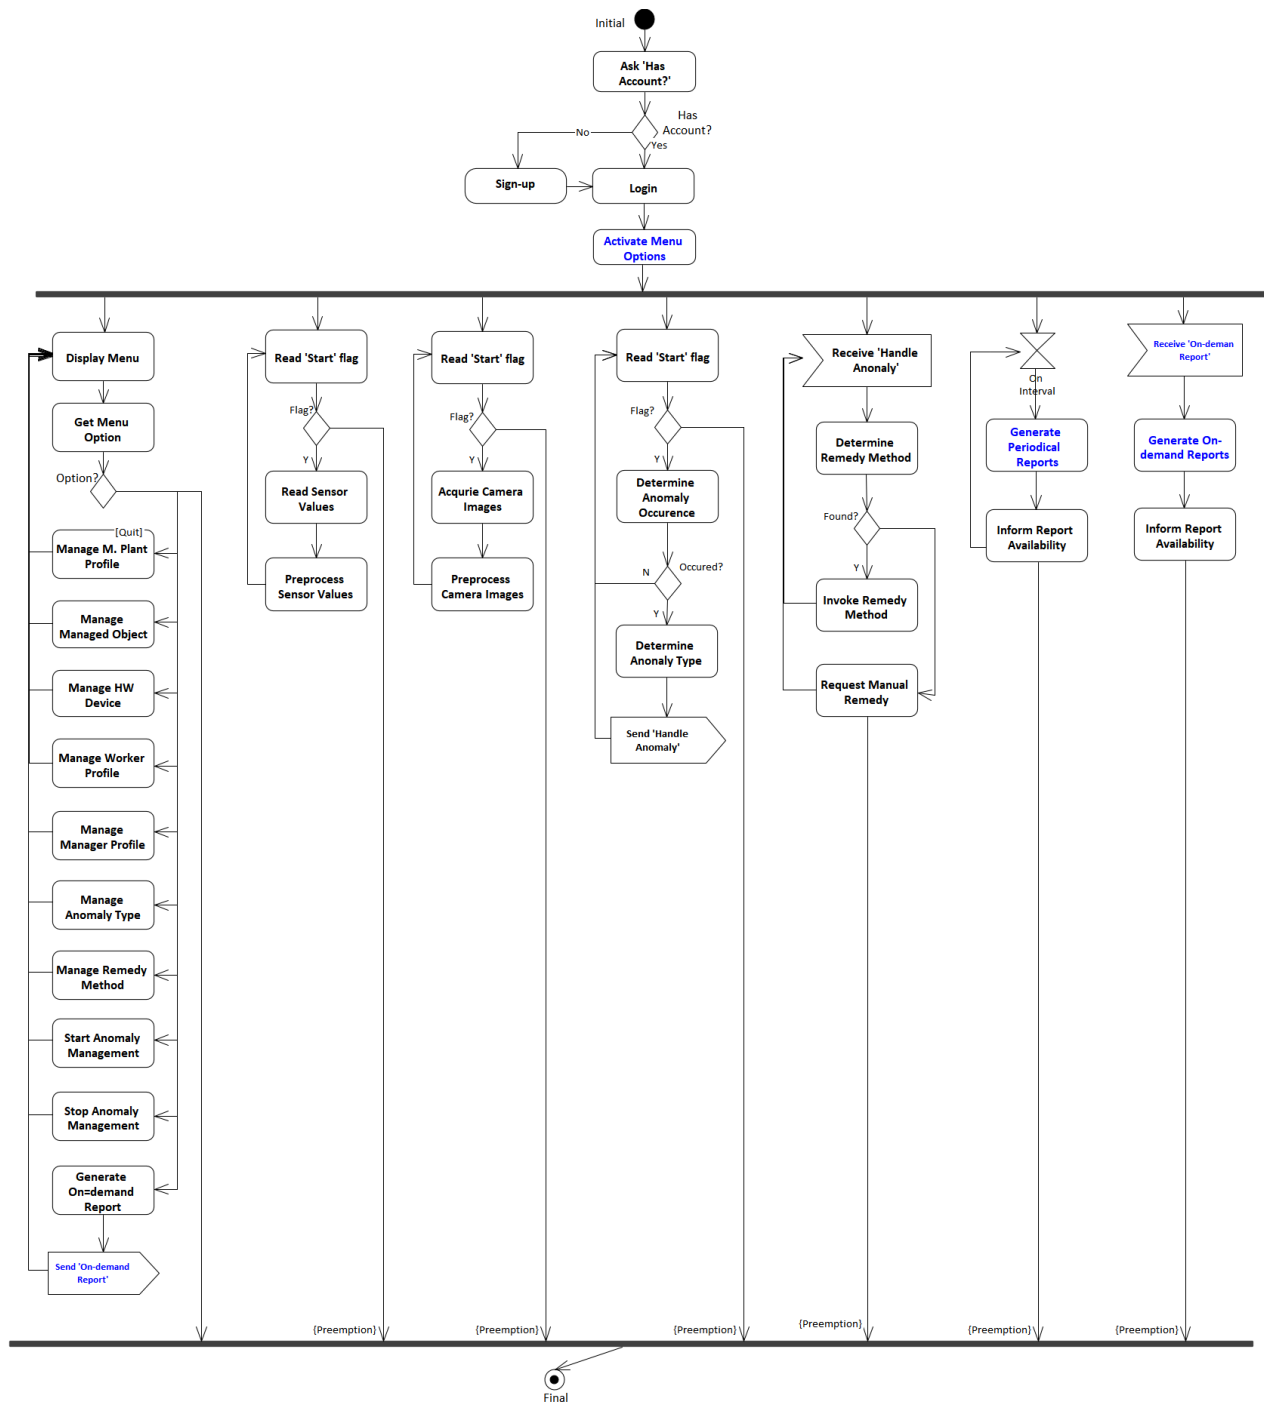 Initial
Ask 'Has
Account?'
Has
Account?
No
Yes
Sign-up
Login
Activate Menu
Options
Display Menu
Get Menu
Option
Option?
[Quit]
Manage M. Plant
Profile
Manage
Managed Object
Manage HW
Device
Manage Worker
Profile
Manage
Manager Profile
Manage
Anomaly Type
Manage Remedy
Method
Start Anomaly
Management
Stop Anomaly
Management
Generate
On=demand
Report
Send 'On-demand
Report'
Read 'Start' flag
Flag?
Y
Read Sensor
Values
Preprocess
Sensor Values
{Preemption}
Read 'Start' flag
Flag?
Y
Acqurie Camera
Images
Preprocess
Camera Images
{Preemption}
Read 'Start' flag
Flag?
Y
Determine
Anomaly
Occurence
Occured?
N
Y
Determine
Anonaly Type
Send 'Handle
Anomaly'
{Preemption}
Receive 'Handle
Anonaly'
Determine
Remedy Method
Found?
Y
Invoke Remedy
Method
Request Manual
Remedy
{Preemption}
On
Interval
Generate
Periodical
Reports
Inform Report
Availability
{Preemption}
Receive 'On-deman
Report'
Generate On-
demand Reports
Inform Report
Availability
{Preemption}
Final